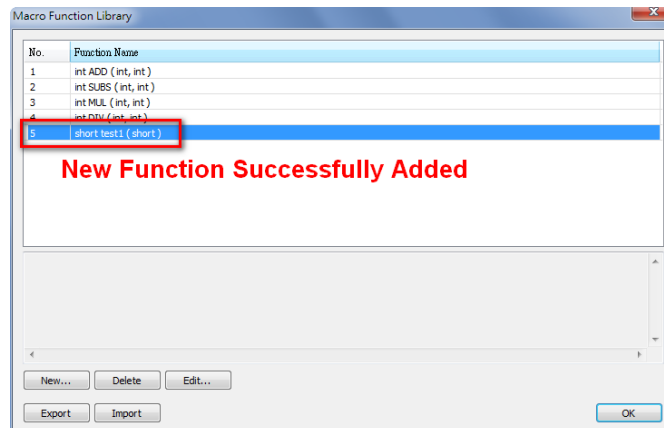 Macro Function Library
No. Function Name
1 int ADD ( int, int )
2 int SUBS ( int, int )
3 int MUL ( int, int )
4 int DIV ( int, int )
5 short test1 ( short )
New Function Successfully Added
New... Delete Edit...
Export Import OK